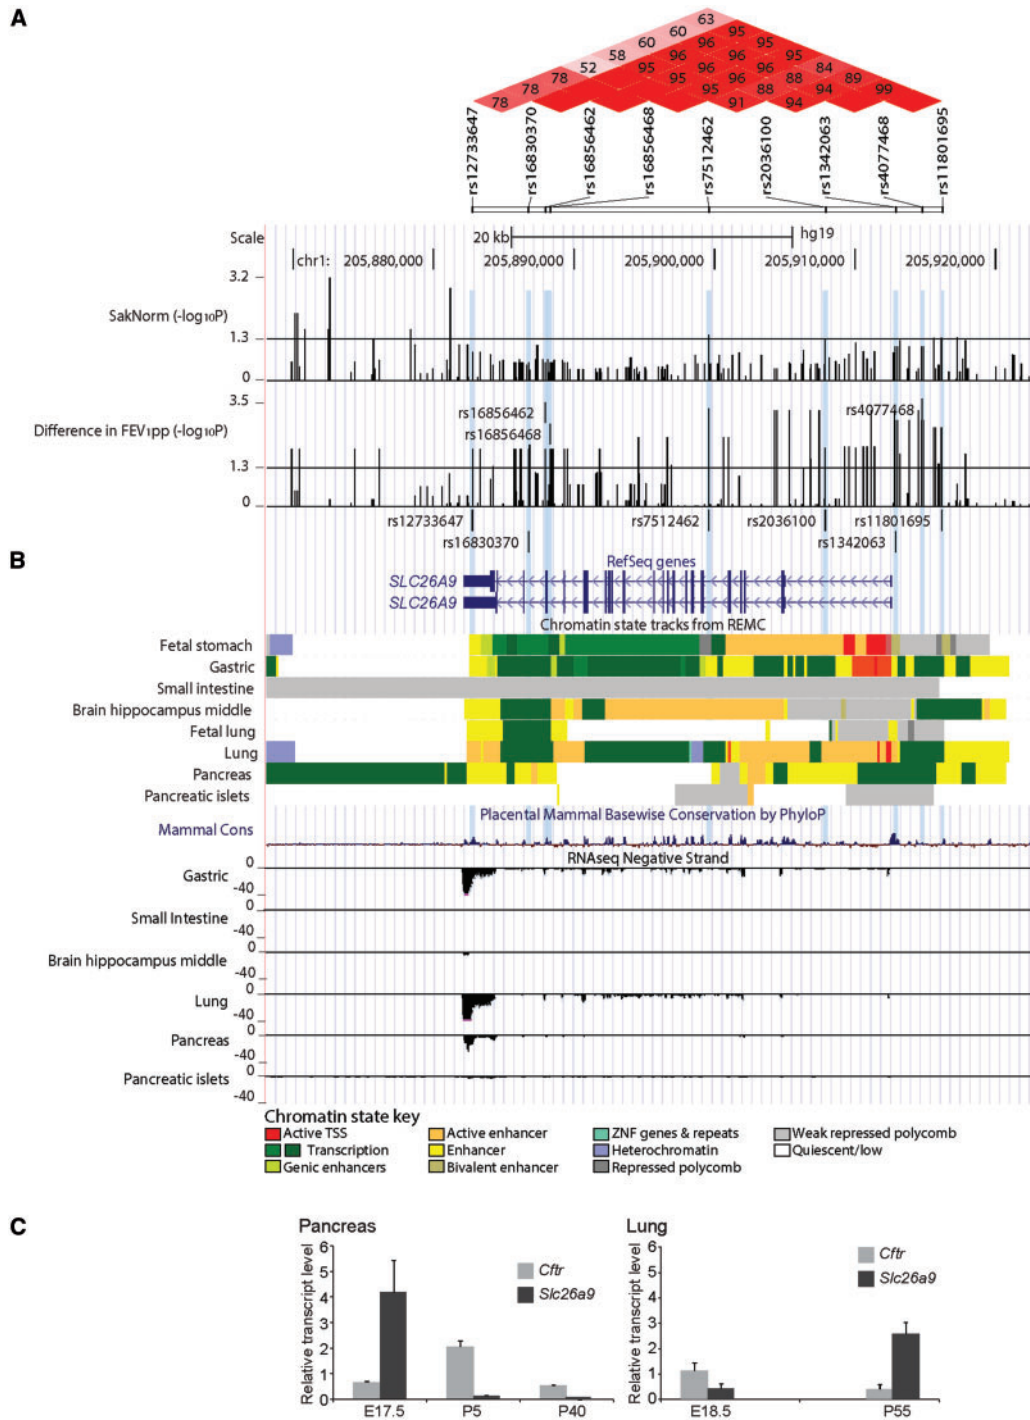 A
63
60 95
60 96 95
58 96 95
52 95 96 96 84
78 95 96 88 89
78 95 88 94 99
78 91 94
rs12733647 rs16830370 rs16856462 rs16856468 rs7512462 rs2036100 rs1342063 rs4077468 rs11801695
Scale 20 kb hg19
chr1: 205,880,000 205,890,000 205,900,000 205,910,000 205,920,000
3.2
SakNorm (-log10P)
1.3
0
3.5
rs16856462 rs4077468
Difference in FEV1pp (-log10P) rs16856468
1.3
0
rs12733647 rs7512462 rs2036100 rs11801695
rs16830370 rs1342063
B
RefSeq genes
SLC26A9
SLC26A9
Chromatin state tracks from REMC
Fetal stomach
Gastric
Small intestine
Brain hippocampus middle
Fetal lung
Lung
Pancreas
Pancreatic islets
Placental Mammal Basewise Conservation by PhyloP
Mammal Cons
RNAseq Negative Strand
0
Gastric
-40
0
Small Intestine
-40
0
Brain hippocampus middle
-40
0
Lung
-40
0
Pancreas
-40
0
Pancreatic islets
-40
Chromatin state key
Active TSS Active enhancer ZNF genes & repeats Weak repressed polycomb
Transcription Enhancer Heterochromatin Quiescent/low
Genic enhancers Bivalent enhancer Repressed polycomb
C
Pancreas
Relative transcript level
6
5
4
3
2
1
0
Cftr
Slc26a9
E17.5 P5 P40
Lung
Relative transcript level
6
5
4
3
2
1
0
Cftr
Slc26a9
E18.5 P55